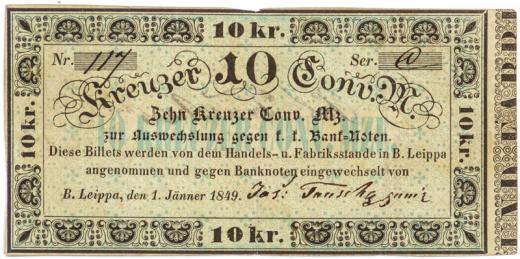 10 kr.
Nr. 117 Ser. a
Kreuzer 10 Conv. M.
Zehn Kreuzer Conv. Mz.
zur Auswechslung gegen k. k. Bank-Noten.
Diese Billets werden von dem Handels- u. Fabriksstande in B. Leippa
angenommen und gegen Banknoten eingewechselt von
B. Leippa, den 1. Jänner 1849.
10 kr.
10 kr.
10 kr.